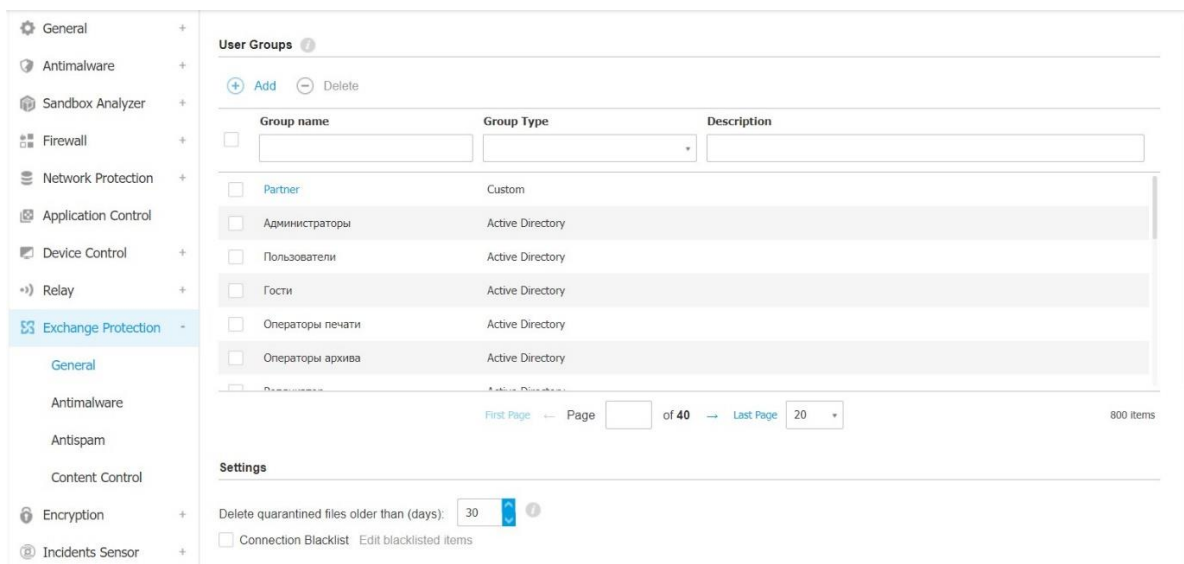 General +
Antimalware +
Sandbox Analyzer +
Firewall +
Network Protection +
Application Control
Device Control +
Relay +
Exchange Protection -
General
Antimalware
Antispam
Content Control
Encryption +
Incidents Sensor +
User Groups i
Add Delete
Group name Group Type Description
Partner Custom
Администраторы Active Directory
Пользователи Active Directory
Гости Active Directory
Операторы печати Active Directory
Операторы архива Active Directory
First Page ← Page of 40 → Last Page 20 800 items
Settings
Delete quarantined files older than (days): 30 i
Connection Blacklist Edit blacklisted items